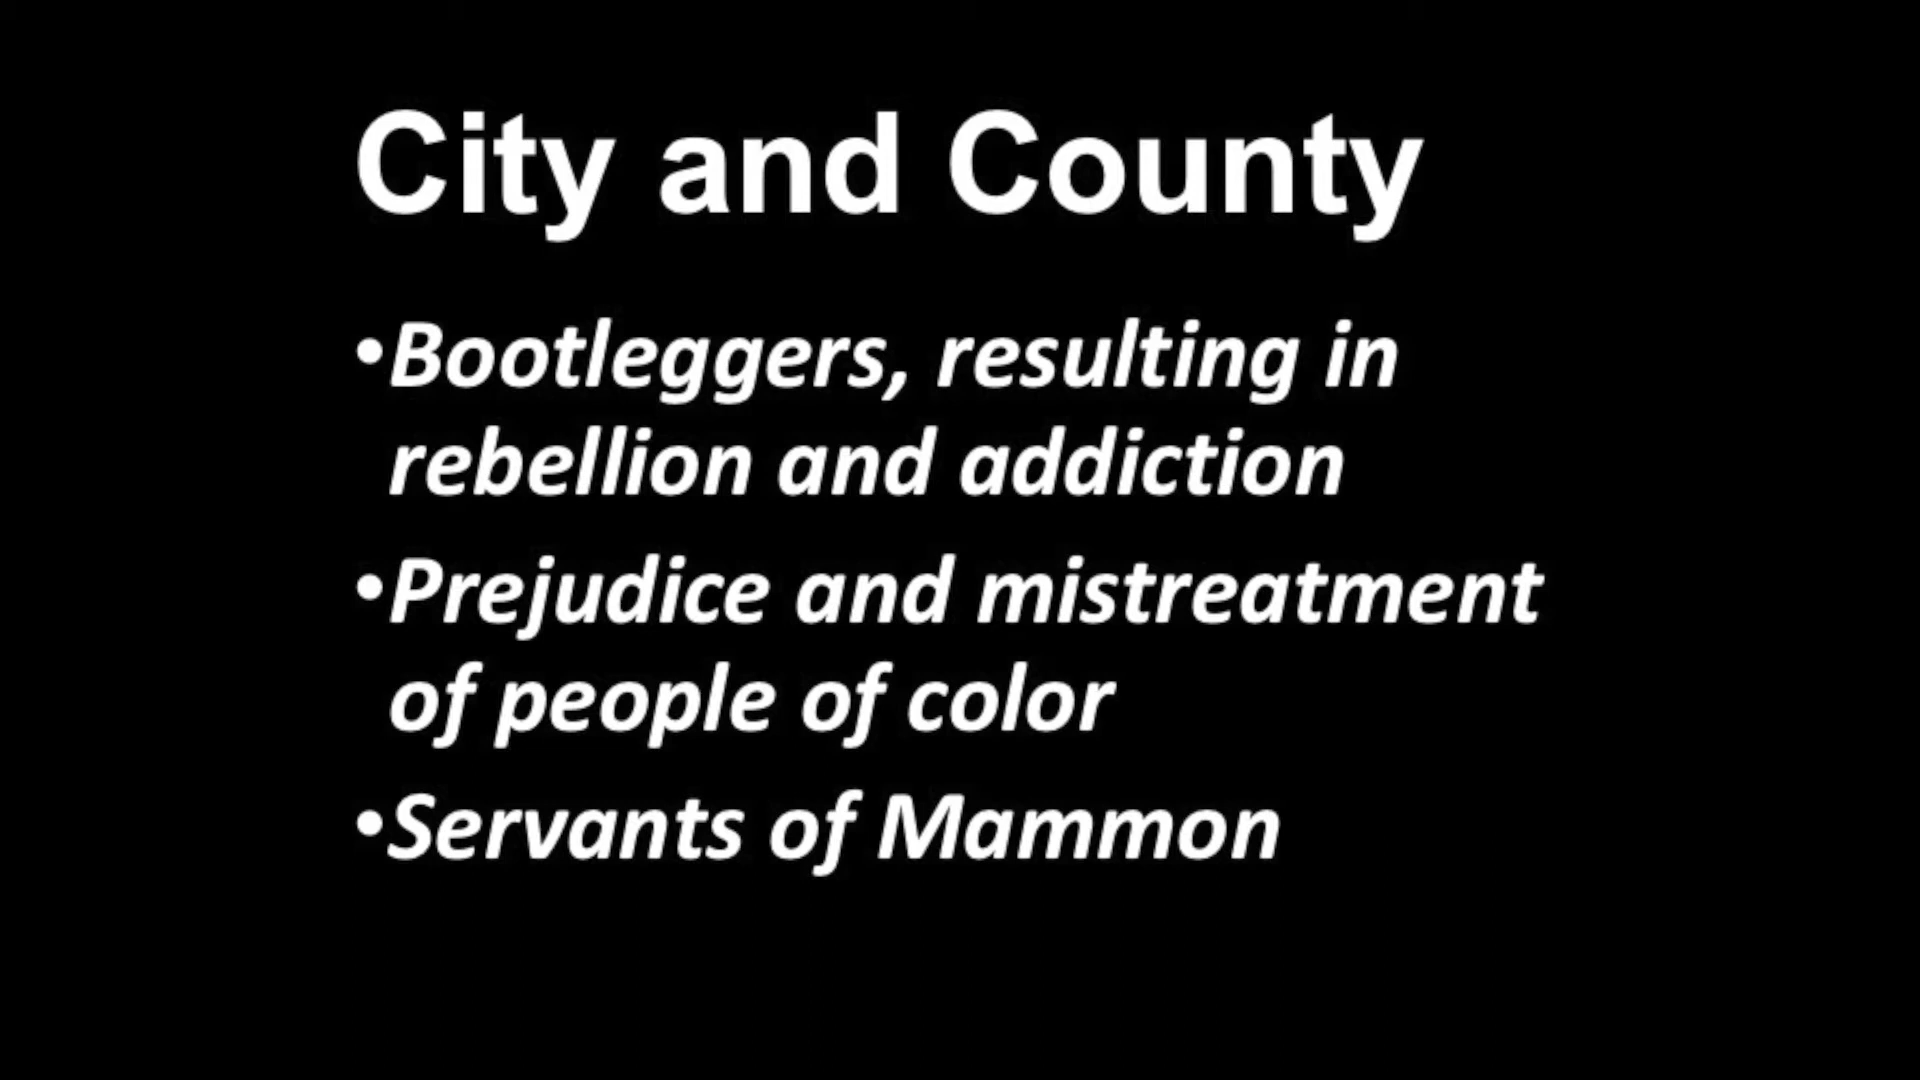 City and County
•Bootleggers, resulting in
rebellion and addiction
•Prejudice and mistreatment
of people of color
•Servants of Mammon